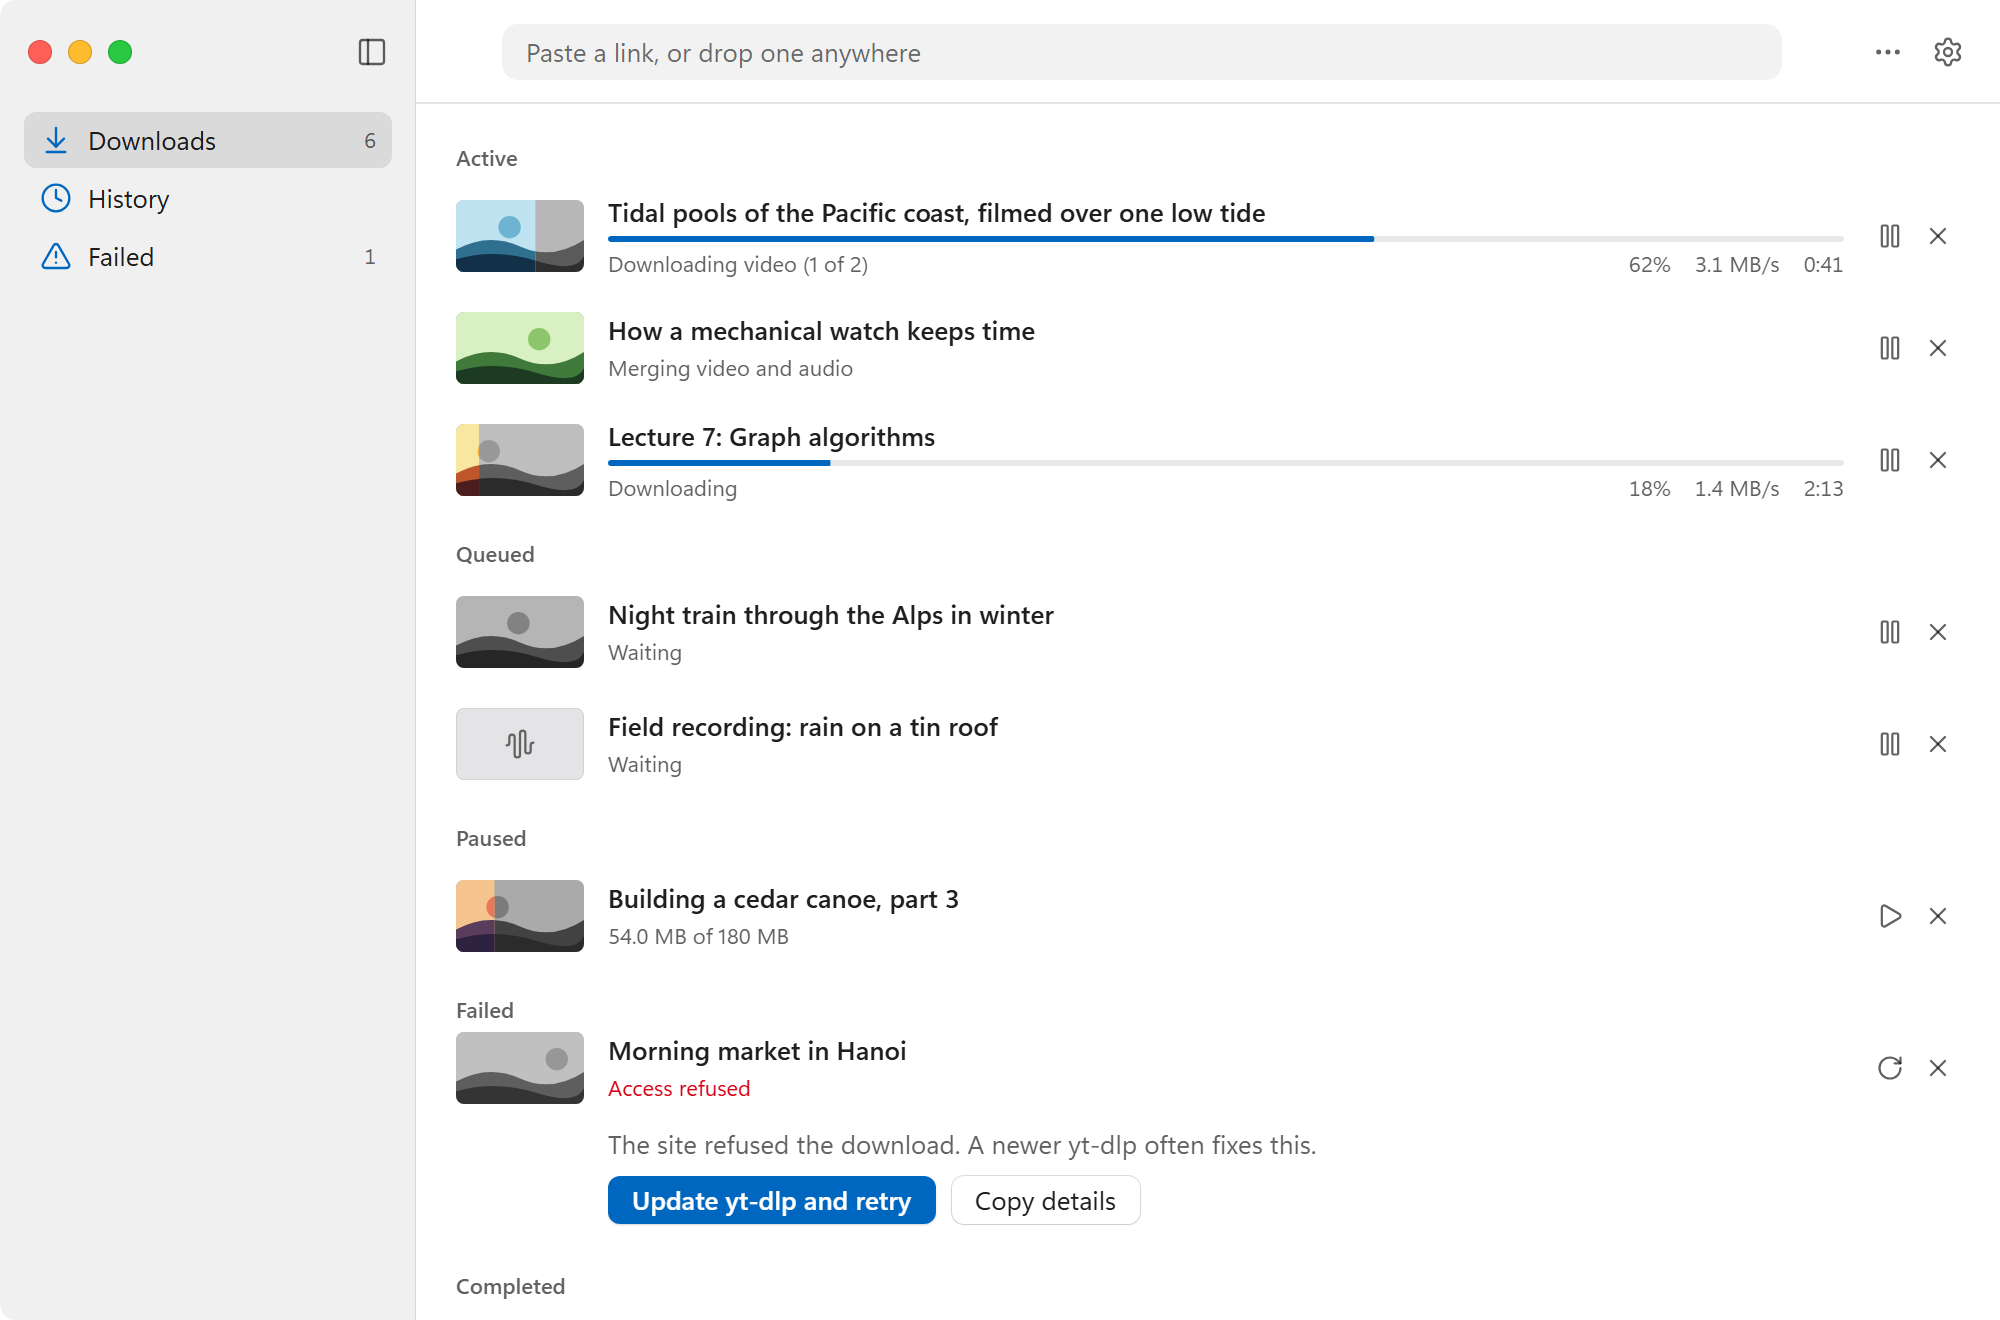 Paste a link, or drop one anywhere
Downloads 6
History
Failed 1
Active
Tidal pools of the Pacific coast, filmed over one low tide
Downloading video (1 of 2) 62% 3.1 MB/s 0:41
How a mechanical watch keeps time
Merging video and audio
Lecture 7: Graph algorithms
Downloading 18% 1.4 MB/s 2:13
Queued
Night train through the Alps in winter
Waiting
Field recording: rain on a tin roof
Waiting
Paused
Building a cedar canoe, part 3
54.0 MB of 180 MB
Failed
Morning market in Hanoi
Access refused
The site refused the download. A newer yt-dlp often fixes this.
Update yt-dlp and retry Copy details
Completed